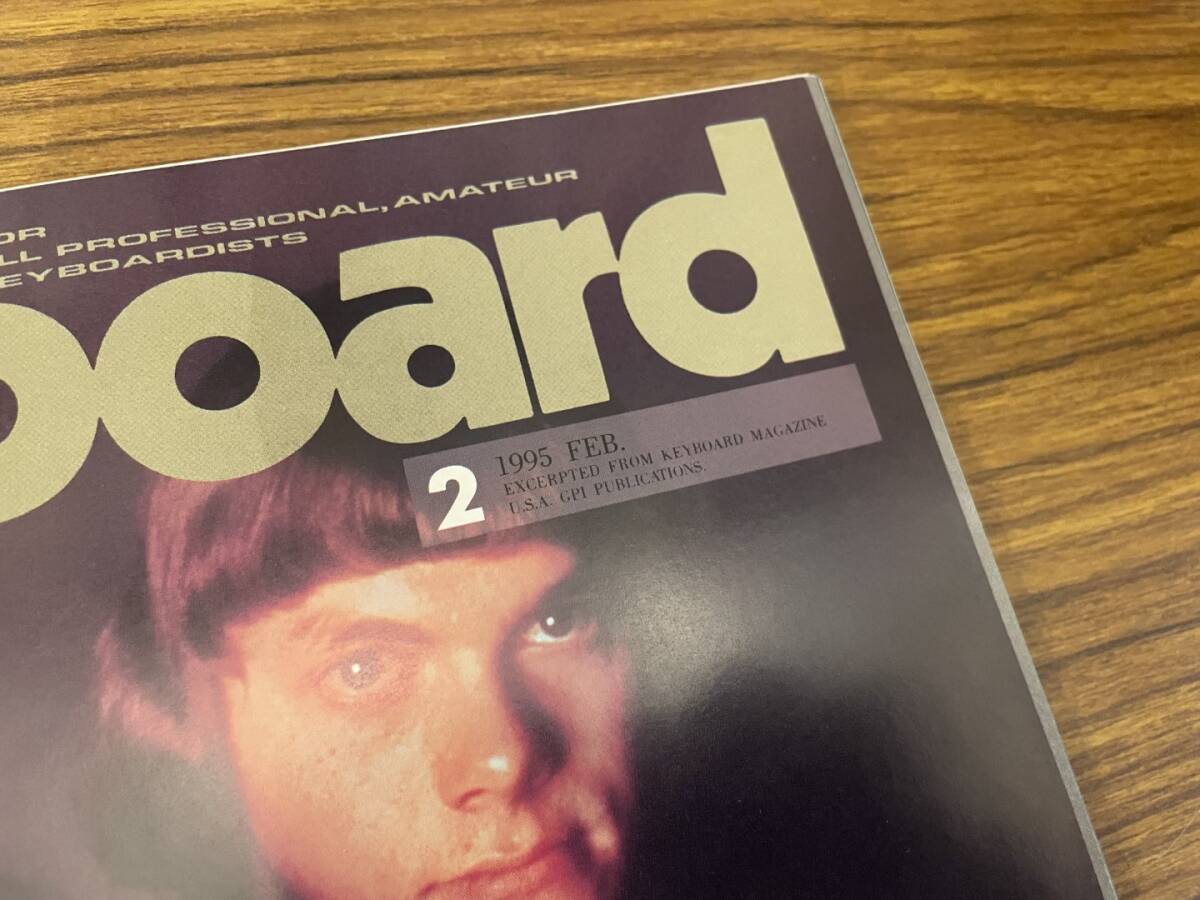 OR
LL PROFESSIONAL, AMATEUR
EYBOARDISTS
board
2
1995 FEB.
EXCERPTED FROM KEYBOARD MAGAZINE
U.S.A. GPI PUBLICATIONS.